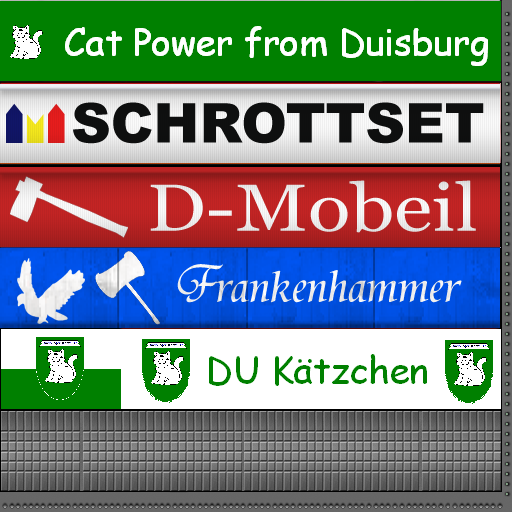 Cat Power from Duisburg
SCHROTTSET
D-Mobeil
Frankenhammer
DU Kätzchen